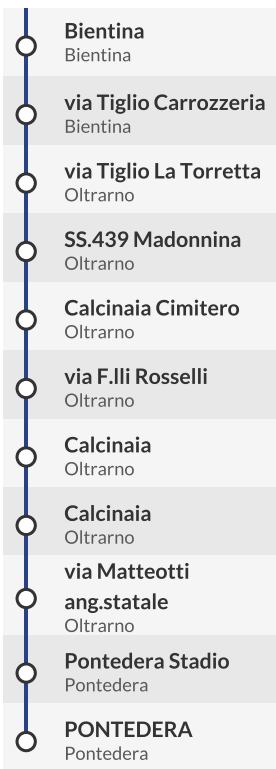 Bientina
Bientina
via Tiglio Carrozzeria
Bientina
via Tiglio La Torretta
Oltrarno
SS.439 Madonnina
Oltrarno
Calcinaia Cimitero
Oltrarno
via F.lli Rosselli
Oltrarno
Calcinaia
Oltrarno
Calcinaia
Oltrarno
via Matteotti
ang.statale
Oltrarno
Pontedera Stadio
Pontedera
PONTEDERA
Pontedera